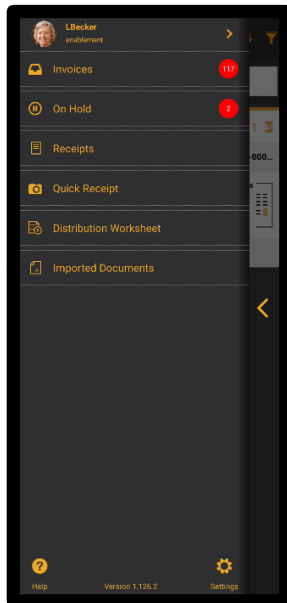 LBecker
enablement
Invoices
117
On Hold
2
Receipts
Quick Receipt
Distribution Worksheet
Imported Documents
000...
Help
Version 1.126.2
Settings